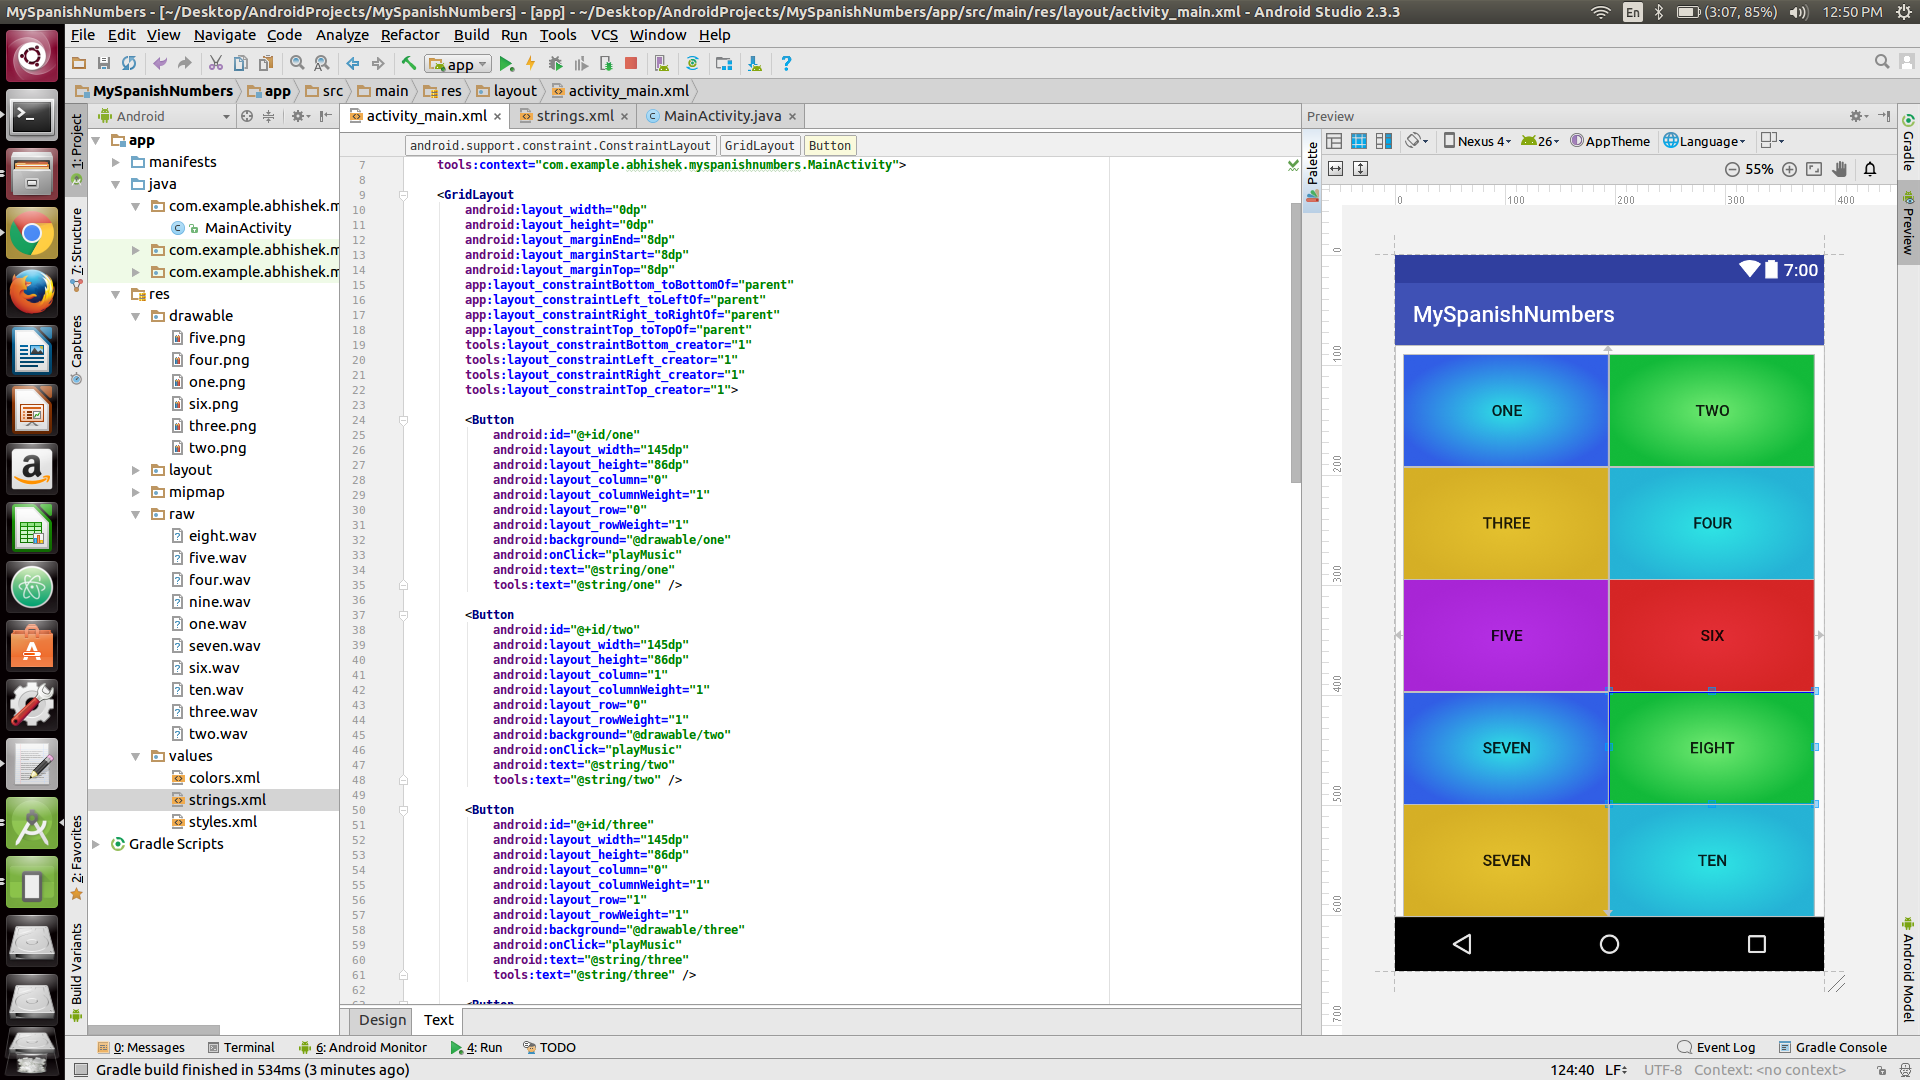 MySpanishNumbers - [~/Desktop/AndroidProjects/MySpanishNumbers] - [app] - ~/Desktop/AndroidProjects/MySpanishNumbers/app/src/main/res/layout/activity_main.xml - Android Studio 2.3.3
En (3:07, 85%) 12:50 PM
File Edit View Navigate Code Analyze Refactor Build Run Tools VCS Window Help
app
MySpanishNumbers app src main res layout activity_main.xml
1: Project
7: Structure
Captures
2: Favorites
Build Variants
Android
app
manifests
java
com.example.abhishek.m
MainActivity
com.example.abhishek.m
com.example.abhishek.m
res
drawable
five.png
four.png
one.png
six.png
three.png
two.png
layout
mipmap
raw
eight.wav
five.wav
four.wav
nine.wav
one.wav
seven.wav
six.wav
ten.wav
three.wav
two.wav
values
colors.xml
strings.xml
styles.xml
Gradle Scripts
activity_main.xml strings.xml MainActivity.java
android.support.constraint.ConstraintLayout GridLayout Button
7 tools:context="com.example.abhishek.myspanishnumbers.MainActivity">
8
9 <GridLayout
10 android:layout_width="0dp"
11 android:layout_height="0dp"
12 android:layout_marginEnd="8dp"
13 android:layout_marginStart="8dp"
14 android:layout_marginTop="8dp"
15 app:layout_constraintBottom_toBottomOf="parent"
16 app:layout_constraintLeft_toLeftOf="parent"
17 app:layout_constraintRight_toRightOf="parent"
18 app:layout_constraintTop_toTopOf="parent"
19 tools:layout_constraintBottom_creator="1"
20 tools:layout_constraintLeft_creator="1"
21 tools:layout_constraintRight_creator="1"
22 tools:layout_constraintTop_creator="1">
23
24 <Button
25 android:id="@+id/one"
26 android:layout_width="145dp"
27 android:layout_height="86dp"
28 android:layout_column="0"
29 android:layout_columnWeight="1"
30 android:layout_row="0"
31 android:layout_rowWeight="1"
32 android:background="@drawable/one"
33 android:onClick="playMusic"
34 android:text="@string/one"
35 tools:text="@string/one" />
36
37 <Button
38 android:id="@+id/two"
39 android:layout_width="145dp"
40 android:layout_height="86dp"
41 android:layout_column="1"
42 android:layout_columnWeight="1"
43 android:layout_row="0"
44 android:layout_rowWeight="1"
45 android:background="@drawable/two"
46 android:onClick="playMusic"
47 android:text="@string/two"
48 tools:text="@string/two" />
49
50 <Button
51 android:id="@+id/three"
52 android:layout_width="145dp"
53 android:layout_height="86dp"
54 android:layout_column="0"
55 android:layout_columnWeight="1"
56 android:layout_row="1"
57 android:layout_rowWeight="1"
58 android:background="@drawable/three"
59 android:onClick="playMusic"
60 android:text="@string/three"
61 tools:text="@string/three" />
62
Design Text
Preview
Palette
Nexus 4 26 AppTheme Language
55%
0 100 200 300 400
0
100
200
300
400
500
600
700
7:00
MySpanishNumbers
ONE TWO
THREE FOUR
FIVE SIX
SEVEN EIGHT
SEVEN TEN
Gradle
Preview
Android Model
0: Messages Terminal 6: Android Monitor 4: Run TODO Event Log Gradle Console
Gradle build finished in 534ms (3 minutes ago) 124:40 LF UTF-8 Context: <no context>